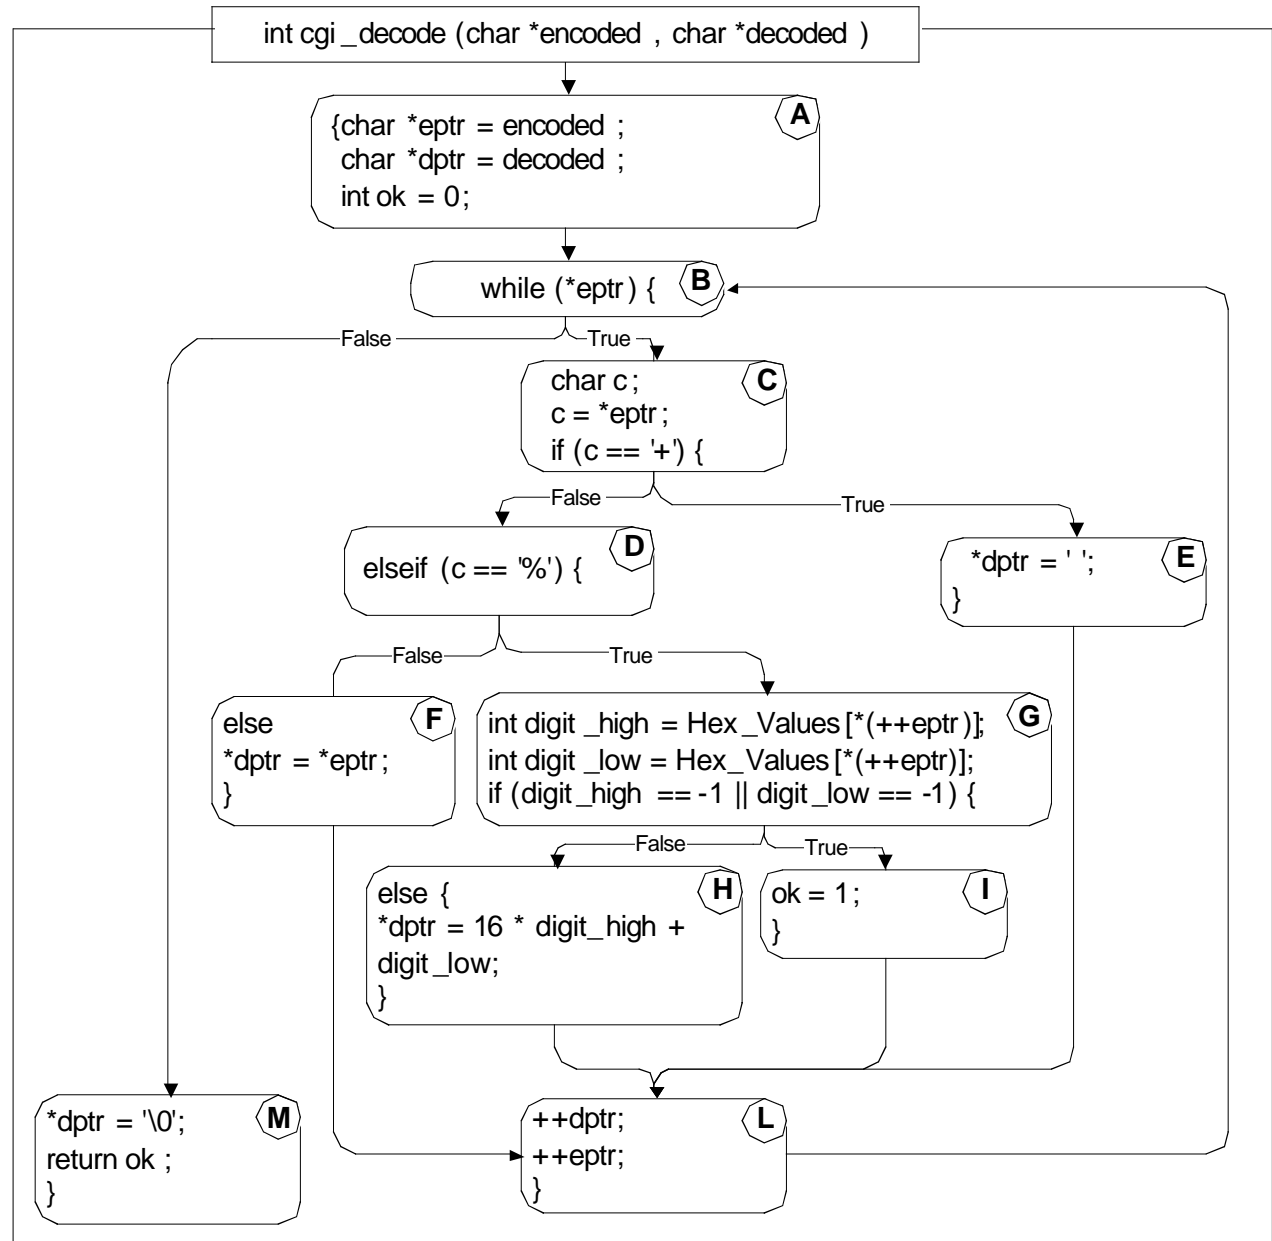 int cgi_decode (char *encoded , char *decoded )
A
{char *eptr = encoded ;
char *dptr = decoded ;
int ok = 0;
while (*eptr) {
B
False
True
char c;
C
c = *eptr;
if (c == '+') {
False
True
elseif (c == '%') {
D
*dptr = ' ';
E
}
False
True
else
F
*dptr = *eptr;
}
int digit_high = Hex_Values[*(++eptr)];
G
int digit_low = Hex_Values[*(++eptr)];
if (digit_high == -1 || digit_low == -1) {
False
True
else {
H
*dptr = 16 * digit_high +
digit_low;
}
ok = 1;
I
}
*dptr = '\0';
M
return ok ;
}
++dptr;
L
++eptr;
}